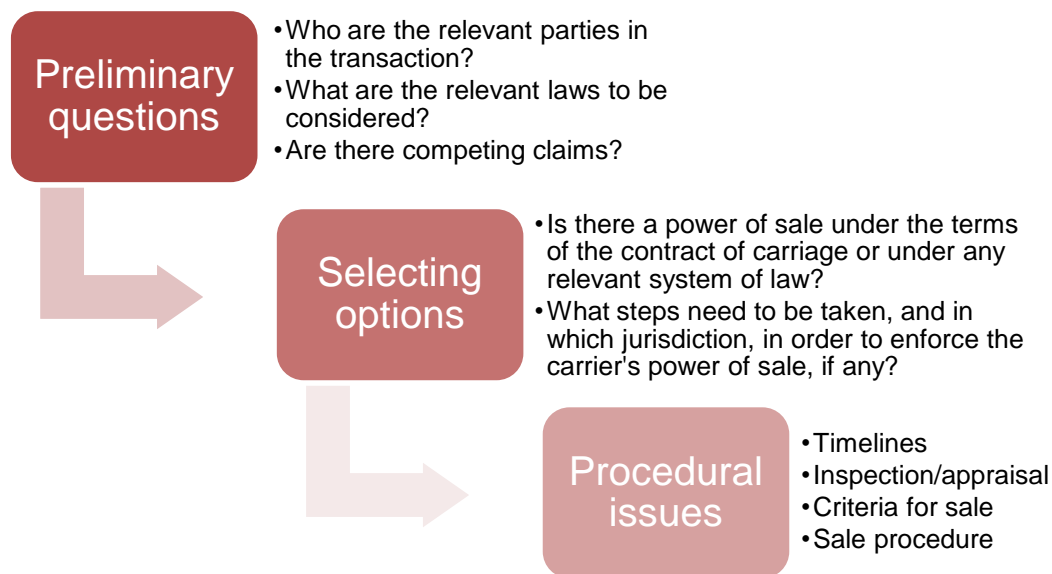 Preliminary
questions
•Who are the relevant parties in
the transaction?
•What are the relevant laws to be
considered?
•Are there competing claims?
Selecting
options
•Is there a power of sale under the terms
of the contract of carriage or under any
relevant system of law?
•What steps need to be taken, and in
which jurisdiction, in order to enforce the
carrier's power of sale, if any?
Procedural
issues
•Timelines
•Inspection/appraisal
•Criteria for sale
•Sale procedure